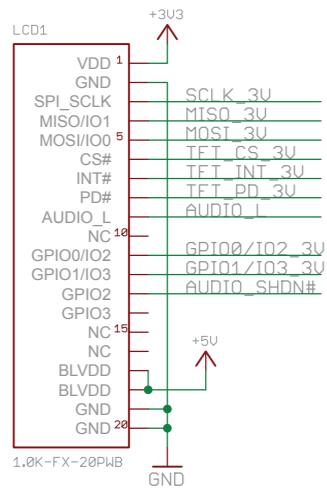 +3V3
LCD1
VDD 1
GND
SPI_SCLK SCLK_3V
MISO/IO1 MISO_3V
MOSI/IO0 5 MOSI_3V
CS# TFT_CS_3V
INT# TFT_INT_3V
PD# TFT_PD_3V
AUDIO_L AUDIO_L
NC 10
GPIO0/IO2 GPIO0/IO2_3V
GPIO1/IO3 GPIO1/IO3_3V
GPIO2 AUDIO_SHDN#
GPIO3
NC 15
NC
+5V
BLVDD
BLVDD
GND
GND 20
1.0K-FX-20PWB
GND